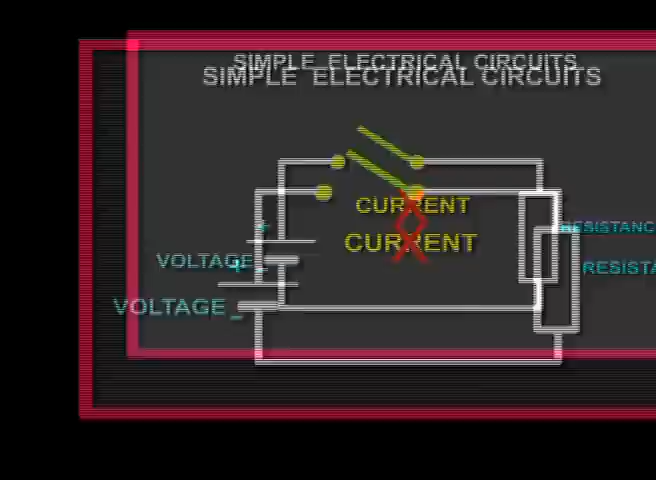 SIMPLE ELECTRICAL CIRCUITS
SIMPLE ELECTRICAL CIRCUITS
CURRENT
RESISTANC
+
CURRENT
VOLTAGE
-
+
RESISTA
VOLTAGE
-